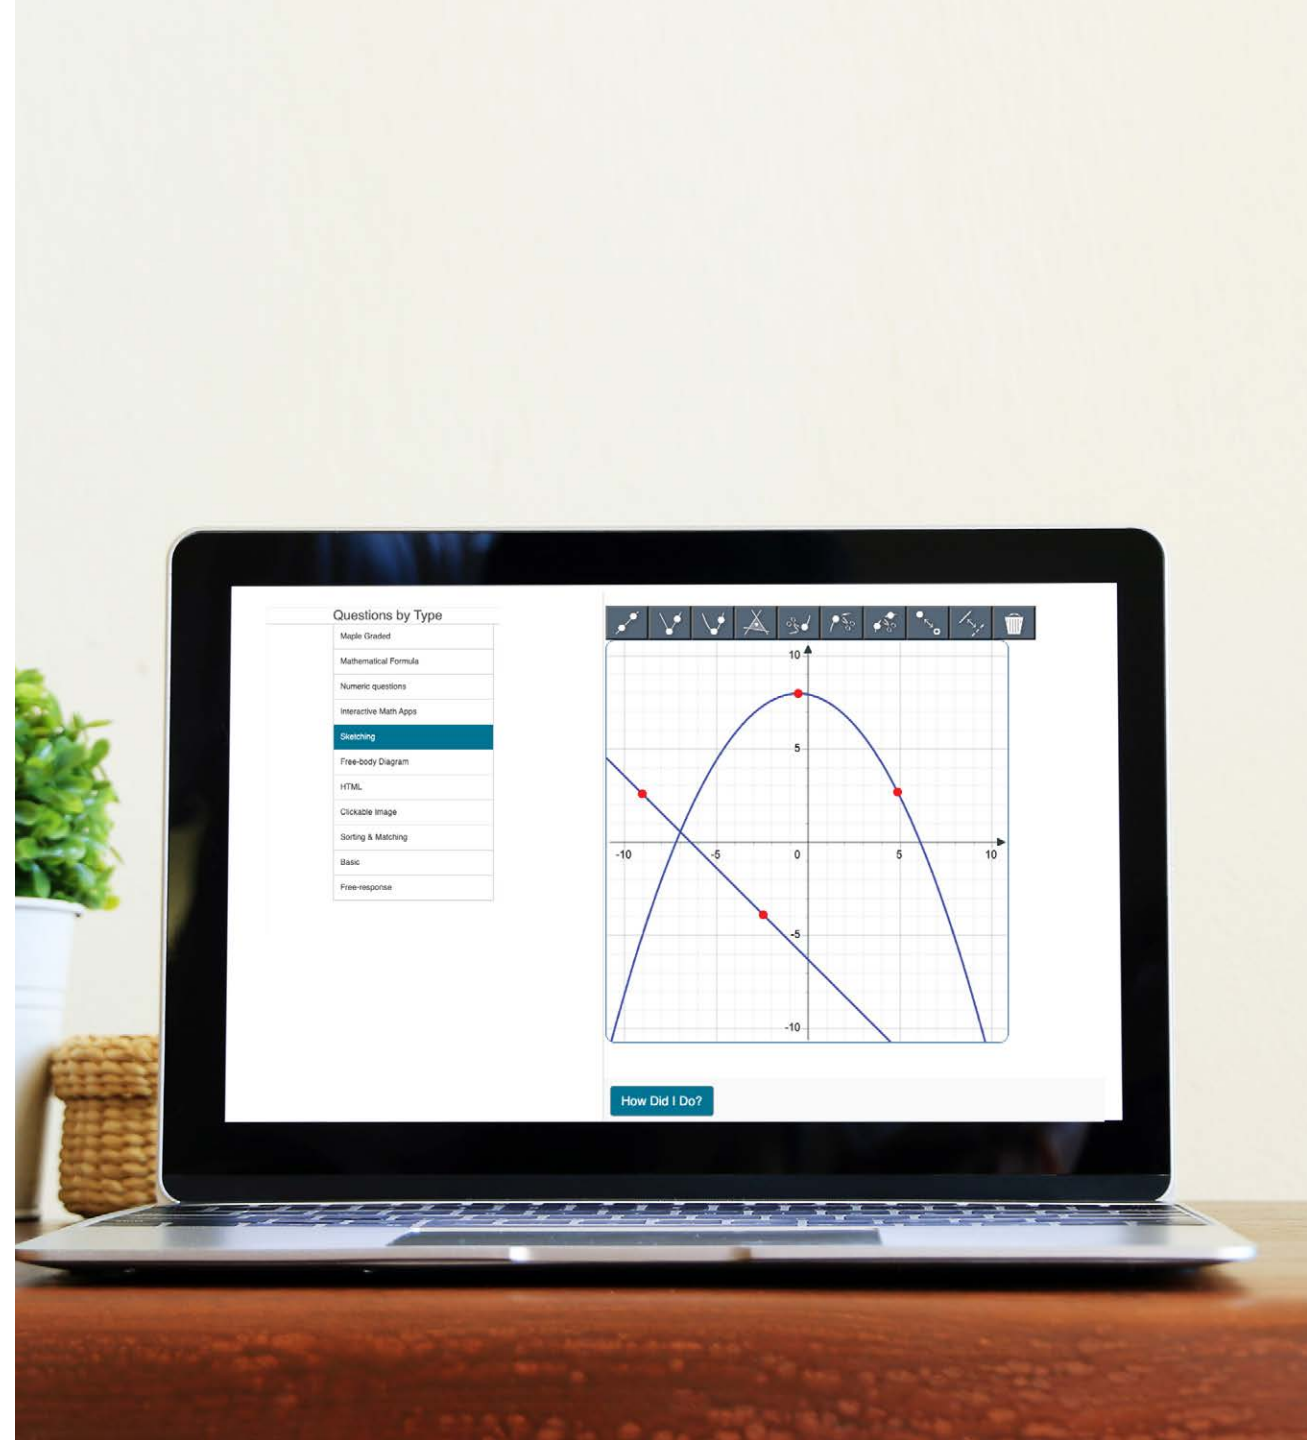 Questions by Type
Maple Graded
Mathematical Formula
Numeric questions
Interactive Math Apps
Sketching
Free-body Diagram
HTML
Clickable Image
Sorting & Matching
Basic
Free-response
10
5
-10
-5
0
5
10
-5
-10
How Did I Do?